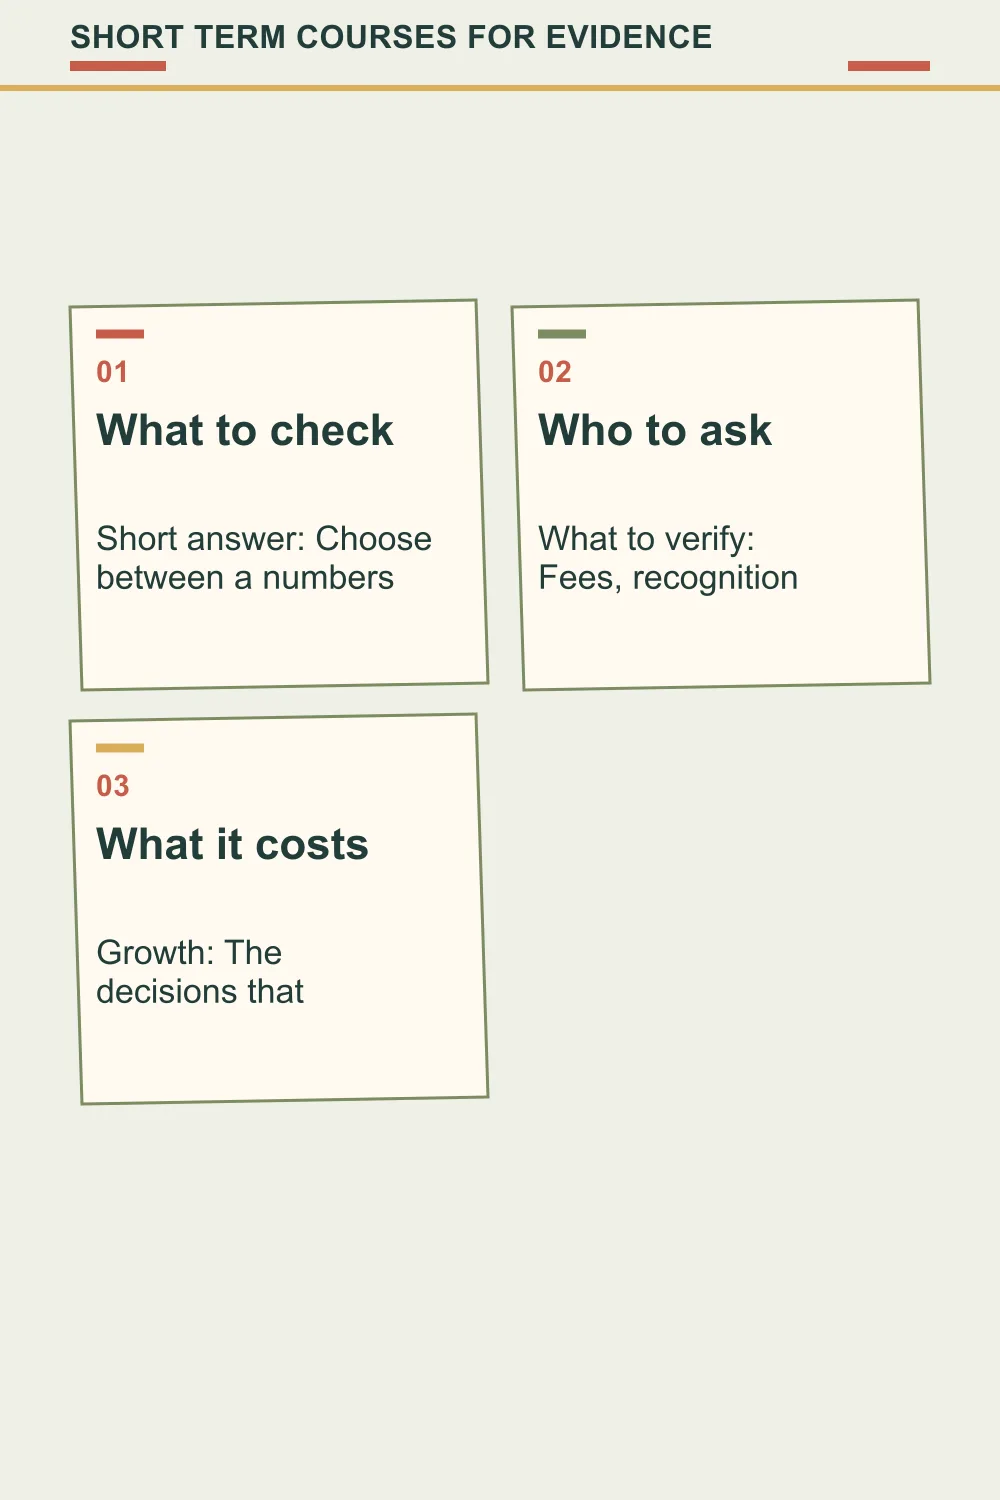 SHORT TERM COURSES FOR EVIDENCE
01
What to check
Short answer: Choose
between a numbers
02
Who to ask
What to verify:
Fees, recognition
03
What it costs
Growth: The
decisions that